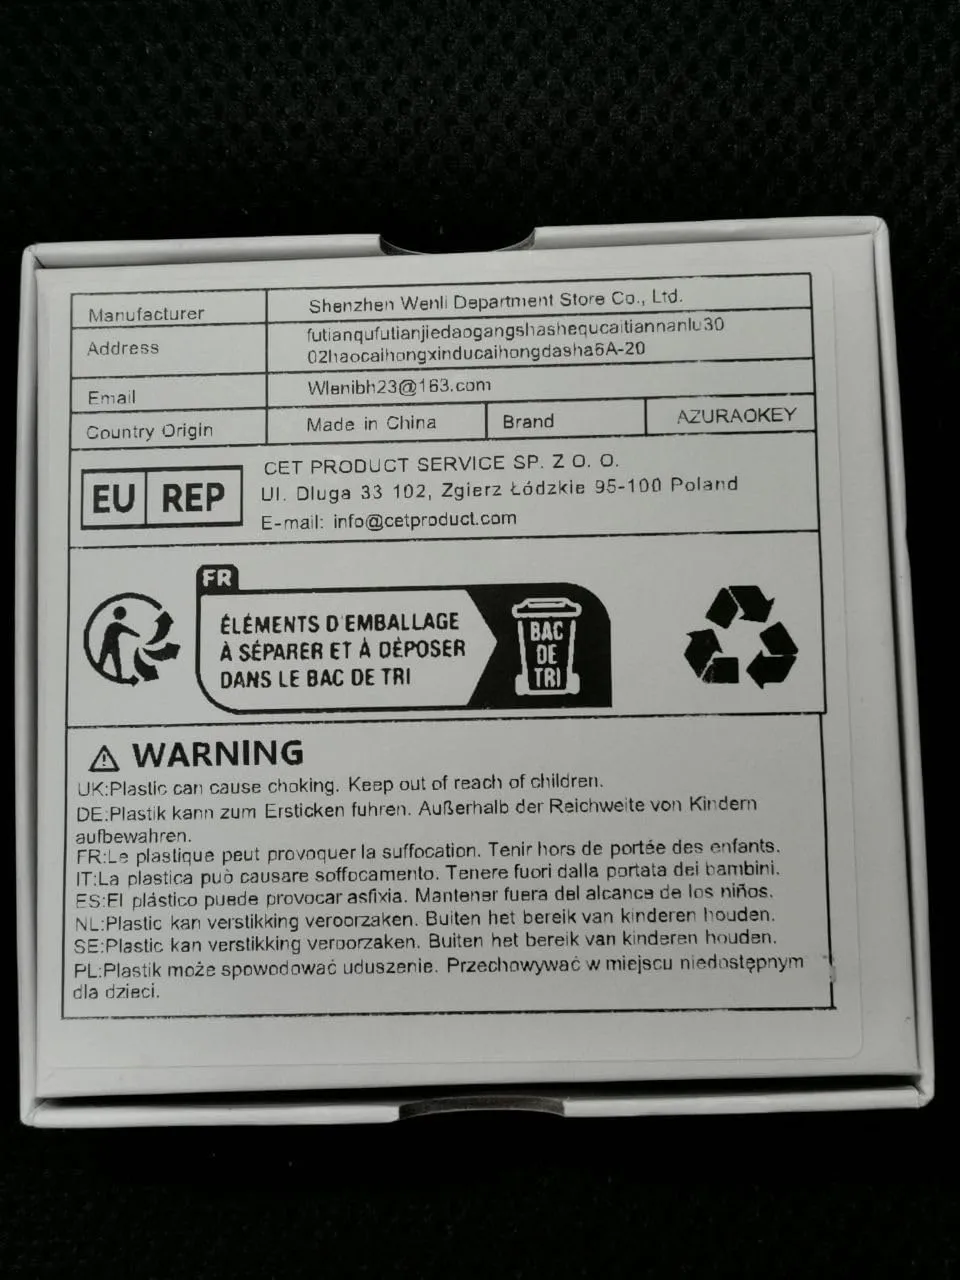 Manufacturer Shenzhen Wenli Department Store Co., Ltd.
Address futianqufutianjiedaogangshashequcaitiannanlu30
02haocaihongxinducaihongdasha6A-20
Email Wlenibh23@163.com
Country Origin Made in China Brand AZURAOKEY
EU REP
CET PRODUCT SERVICE SP. Z O. O.
Ul. Dluga 33 102, Zgierz Łódzkie 95-100 Poland
E-mail: info@cetproduct.com
FR
ÉLÉMENTS D'EMBALLAGE
À SÉPARER ET À DÉPOSER
DANS LE BAC DE TRI
BAC
DE
TRI
WARNING
UK:Plastic can cause choking. Keep out of reach of children.
DE:Plastik kann zum Ersticken fuhren. Außerhalb der Reichweite von Kindern
aufbewahren.
FR:Le plastique peut provoquer la suffocation. Tenir hors de portée des enfants.
IT:La plastica può causare soffocamento. Tenere fuori dalla portata dei bambini.
ES:El plástico puede provocar asfixia. Mantener fuera del alcance de los niños.
NL:Plastic kan verstikking veroorzaken. Buiten het bereik van kinderen houden.
SE:Plastic kan verstikking veroorzaken. Buiten het bereik van kinderen houden.
PL:Plastik może spowodować uduszenie. Przechowywać w miejscu niedostępnym
dla dzieci.